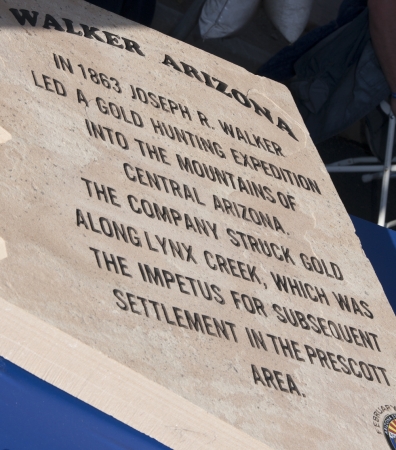 WALKER ARIZONA
IN 1863 JOSEPH R. WALKER
LED A GOLD HUNTING EXPEDITION
INTO THE MOUNTAINS OF
CENTRAL ARIZONA.
THE COMPANY STRUCK GOLD
ALONG LYNX CREEK, WHICH WAS
THE IMPETUS FOR SUBSEQUENT
SETTLEMENT IN THE PRESCOTT
AREA.
FEBRUARY